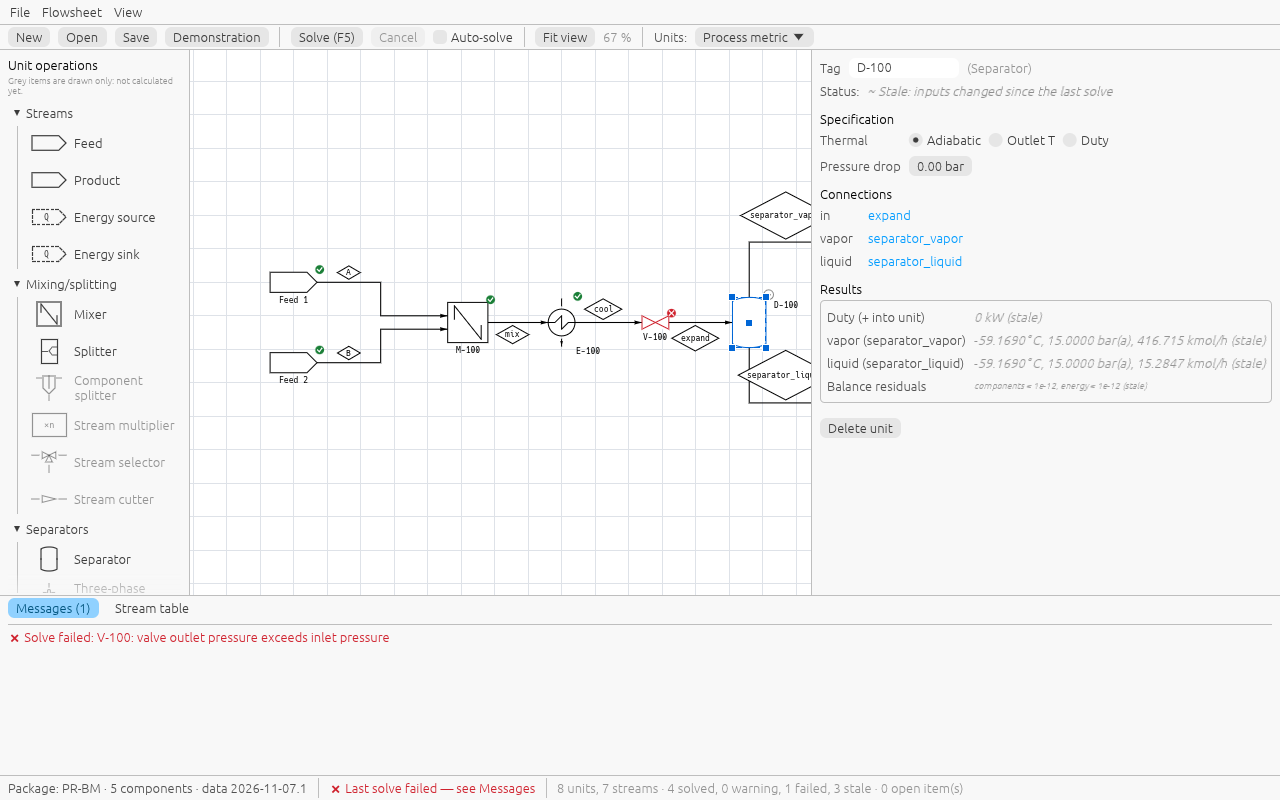 File Flowsheet View
New Open Save Demonstration Solve (F5) Cancel Auto-solve Fit view 67 % Units: Process metric
Unit operations
Grey items are drawn only: not calculated
yet.
Streams
Feed
Product
Q Energy source
Q Energy sink
Mixing/splitting
Mixer
Splitter
Component
splitter
×n Stream multiplier
Stream selector
Stream cutter
Separators
Separator
Three-phase
separator_vap
A
Feed 1
B
Feed 2
M-100
mix
E-100
cool
V-100
expand
D-100
separator_liqu
Tag D-100 (Separator)
Status: ~ Stale: inputs changed since the last solve
Specification
Thermal Adiabatic Outlet T Duty
Pressure drop 0.00 bar
Connections
in expand
vapor separator_vapor
liquid separator_liquid
Results
Duty (+ into unit) 0 kW (stale)
vapor (separator_vapor) -59.1690°C, 15.0000 bar(a), 416.715 kmol/h (stale)
liquid (separator_liquid) -59.1690°C, 15.0000 bar(a), 15.2847 kmol/h (stale)
Balance residuals components < 1e-12, energy < 1e-12 (stale)
Delete unit
Messages (1) Stream table
Solve failed: V-100: valve outlet pressure exceeds inlet pressure
Package: PR-BM · 5 components · data 2026-11-07.1 Last solve failed — see Messages 8 units, 7 streams · 4 solved, 0 warning, 1 failed, 3 stale · 0 open item(s)